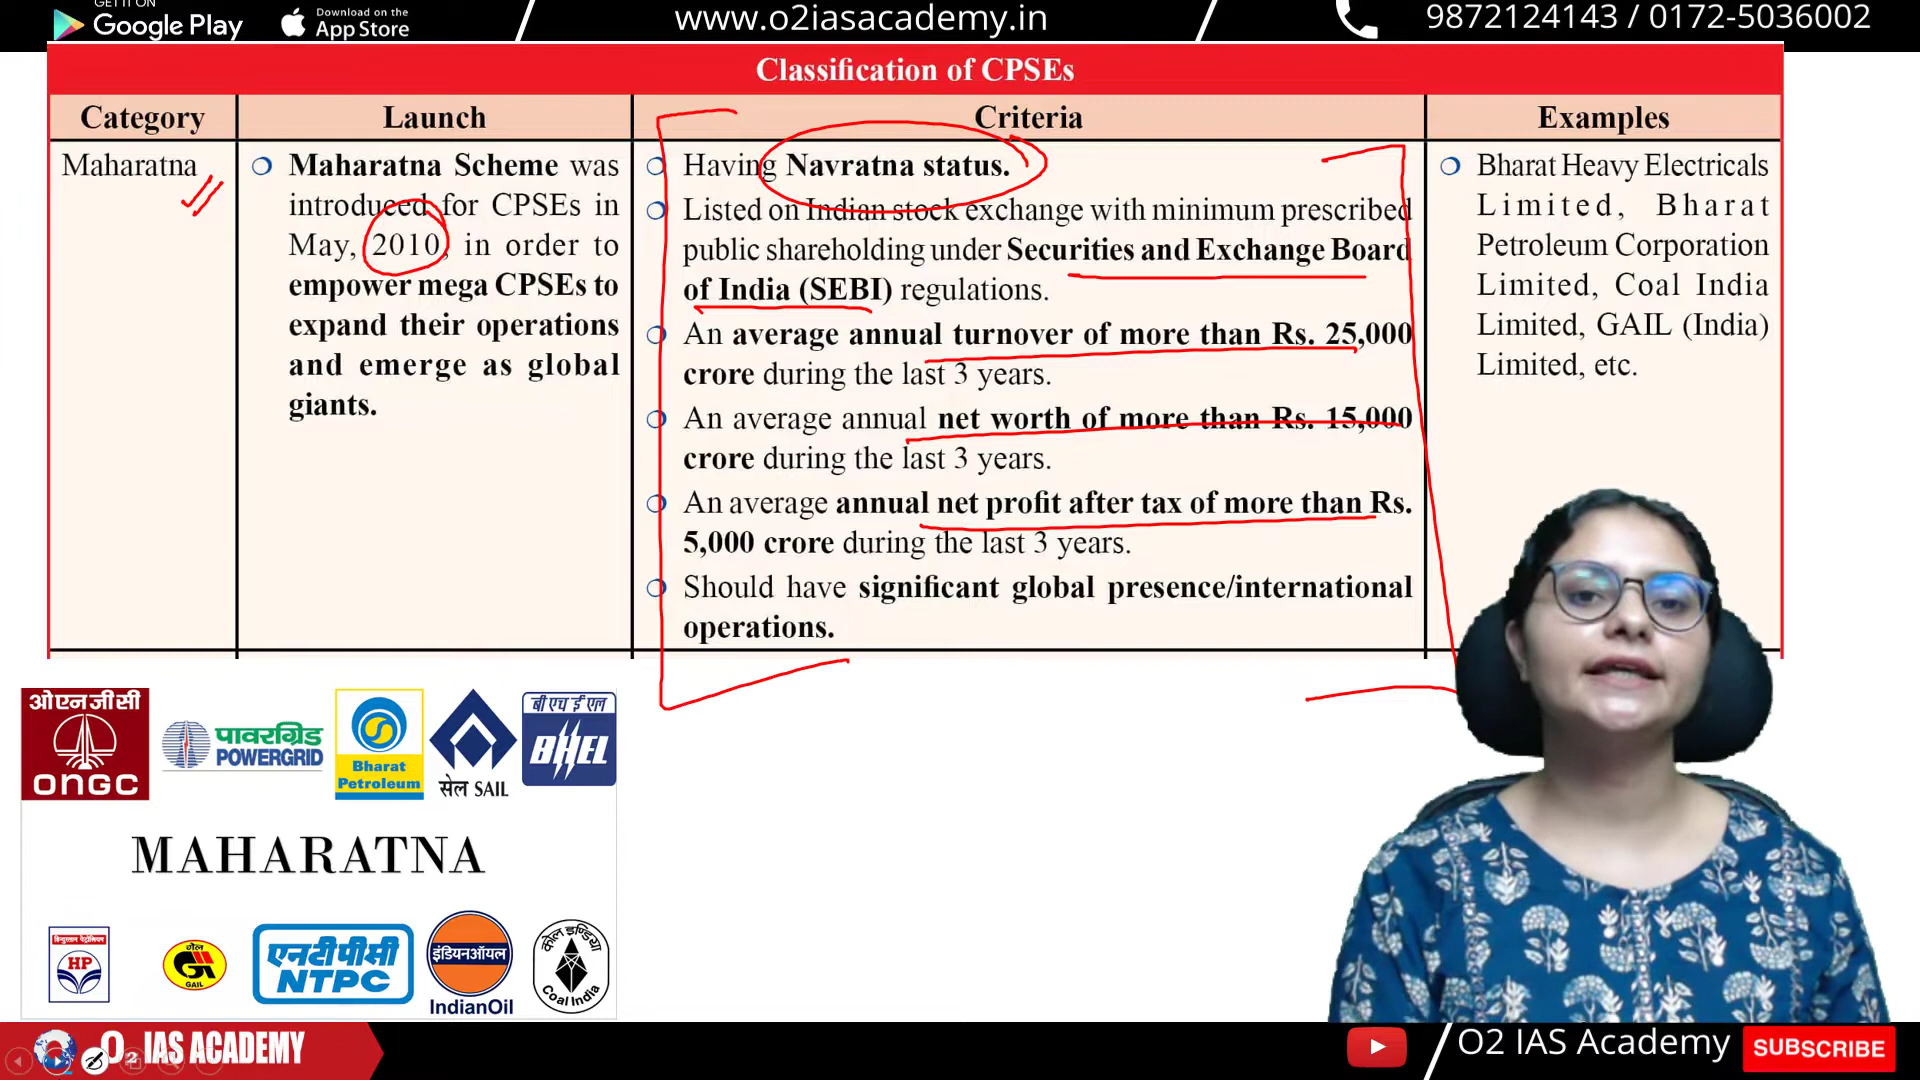 GET IT ON
Google Play
Download on the
App Store
www.o2iasacademy.in
9872124143 / 0172-5036002
Classification of CPSEs
Category
Launch
Criteria
Examples
Maharatna
Maharatna Scheme was
introduced for CPSEs in
May, 2010, in order to
empower mega CPSEs to
expand their operations
and emerge as global
giants.
Having Navratna status.
Listed on Indian stock exchange with minimum prescribed
public shareholding under Securities and Exchange Board
of India (SEBI) regulations.
An average annual turnover of more than Rs. 25,000
crore during the last 3 years.
An average annual net worth of more than Rs. 15,000
crore during the last 3 years.
An average annual net profit after tax of more than Rs.
5,000 crore during the last 3 years.
Should have significant global presence/international
operations.
Bharat Heavy Electricals
Limited, Bharat
Petroleum Corporation
Limited, Coal India
Limited, GAIL (India)
Limited, etc.
ओएनजीसी
ONGC
पावरग्रिड
POWERGRID
Bharat
Petroleum
सेल SAIL
बी एच ई एल
BHEL
MAHARATNA
हिन्दुस्तान पेट्रोलियम
HP
गेल
GAIL
एनटीपीसी
NTPC
इंडियनऑयल
IndianOil
कोल इण्डिया
Coal India
O2 IAS ACADEMY
O2 IAS Academy
SUBSCRIBE